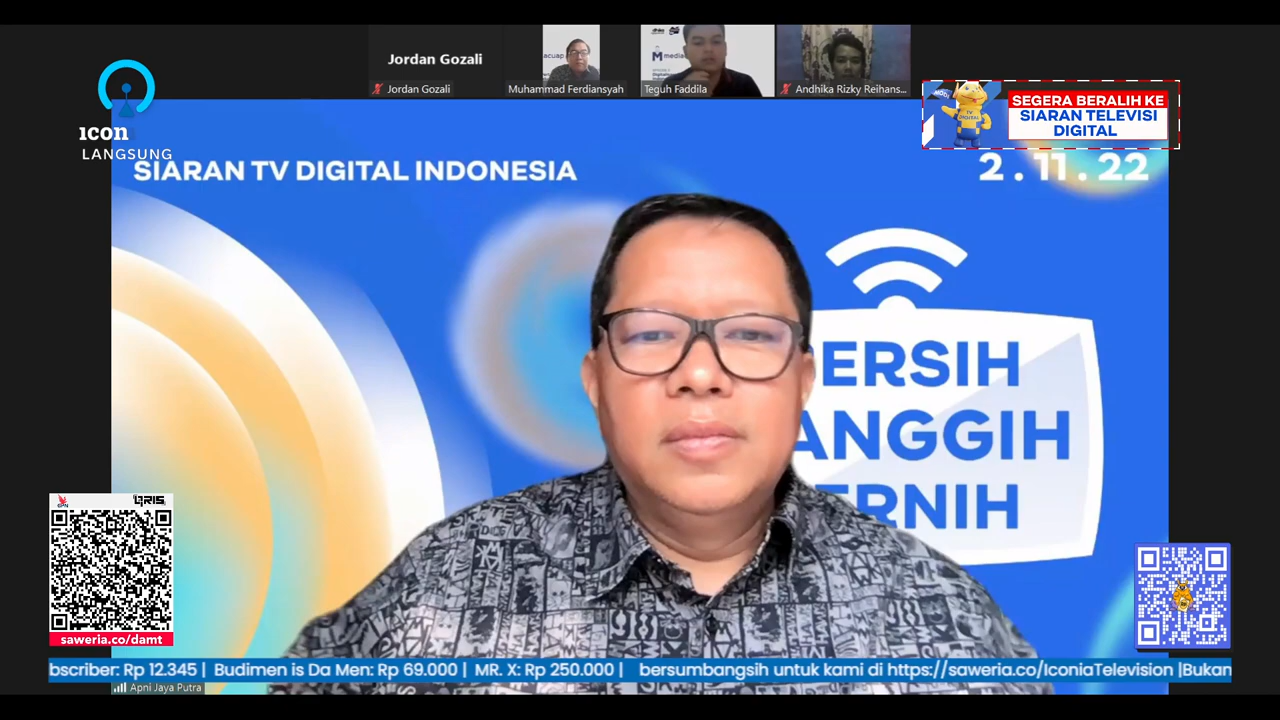 Jordan Gozali
Jordan Gozali
Muhammad Ferdiansyah
Teguh Faddila
Andhika Rizky Reihans...
icon
LANGSUNG
SEGERA BERALIH KE
SIARAN TELEVISI
DIGITAL
TV
DIGITAL
SIARAN TV DIGITAL INDONESIA
2.11.22
ERSIH
ANGGIH
ERNIH
QRIS
saweria.co/damt
bscriber: Rp 12.345 | Budimen is Da Men: Rp 69.000 | MR. X: Rp 250.000 | bersumbangsih untuk kami di https://saweria.co/IconiaTelevision |Bukan
Apni Jaya Putra